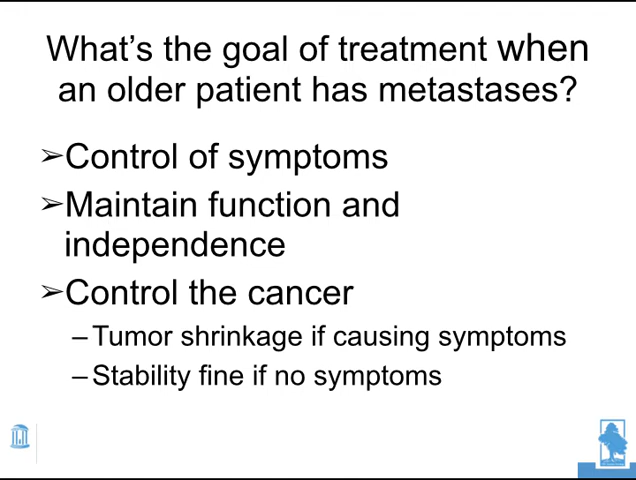 What’s the goal of treatment when
an older patient has metastases?
➢Control of symptoms
➢Maintain function and
independence
➢Control the cancer
– Tumor shrinkage if causing symptoms
– Stability fine if no symptoms